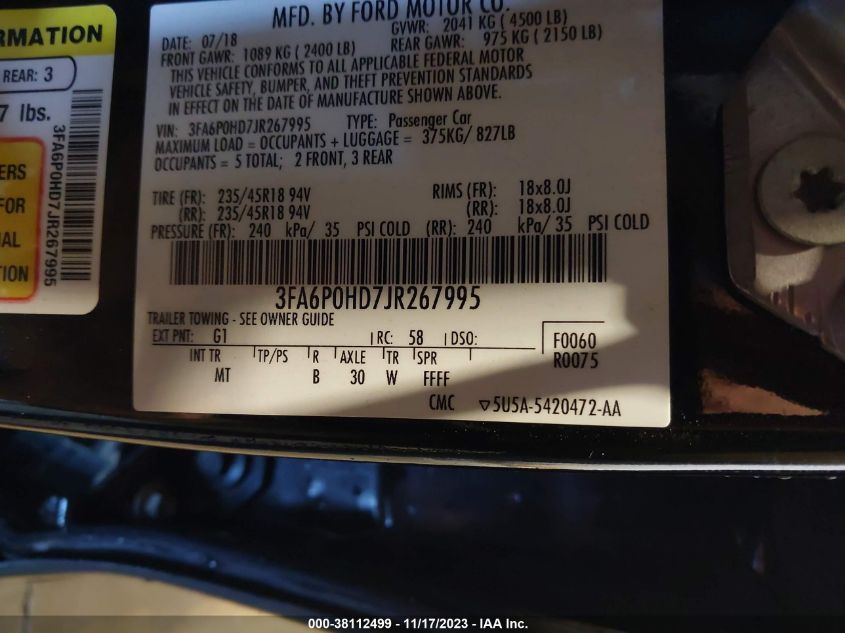 RMATION
REAR: 3
7 lbs.
3FA6P0HD7JR267995
ERS
FOR
AL
TION
MFD. BY FORD MOTOR CO.
DATE: 07/18 GVWR: 2041 KG ( 4500 LB)
FRONT GAWR: 1089 KG ( 2400 LB) REAR GAWR: 975 KG ( 2150 LB)
THIS VEHICLE CONFORMS TO ALL APPLICABLE FEDERAL MOTOR
VEHICLE SAFETY, BUMPER, AND THEFT PREVENTION STANDARDS
IN EFFECT ON THE DATE OF MANUFACTURE SHOWN ABOVE.
VIN: 3FA6P0HD7JR267995 TYPE: Passenger Car
MAXIMUM LOAD = OCCUPANTS + LUGGAGE = 375KG/ 827LB
OCCUPANTS = 5 TOTAL; 2 FRONT, 3 REAR
TIRE (FR): 235/45R18 94V RIMS (FR): 18x8.0J
(RR): 235/45R18 94V (RR): 18x8.0J
PRESSURE (FR): 240 kPa/ 35 PSI COLD (RR): 240 kPa/ 35 PSI COLD
3FA6P0HD7JR267995
TRAILER TOWING - SEE OWNER GUIDE
EXT PNT: G1 RC: 58 DSO: F0060
INT TR TP/PS R AXLE TR SPR R0075
MT B 30 W FFFF
CMC ▽5U5A-5420472-AA
000-38112499 - 11/17/2023 - IAA Inc.